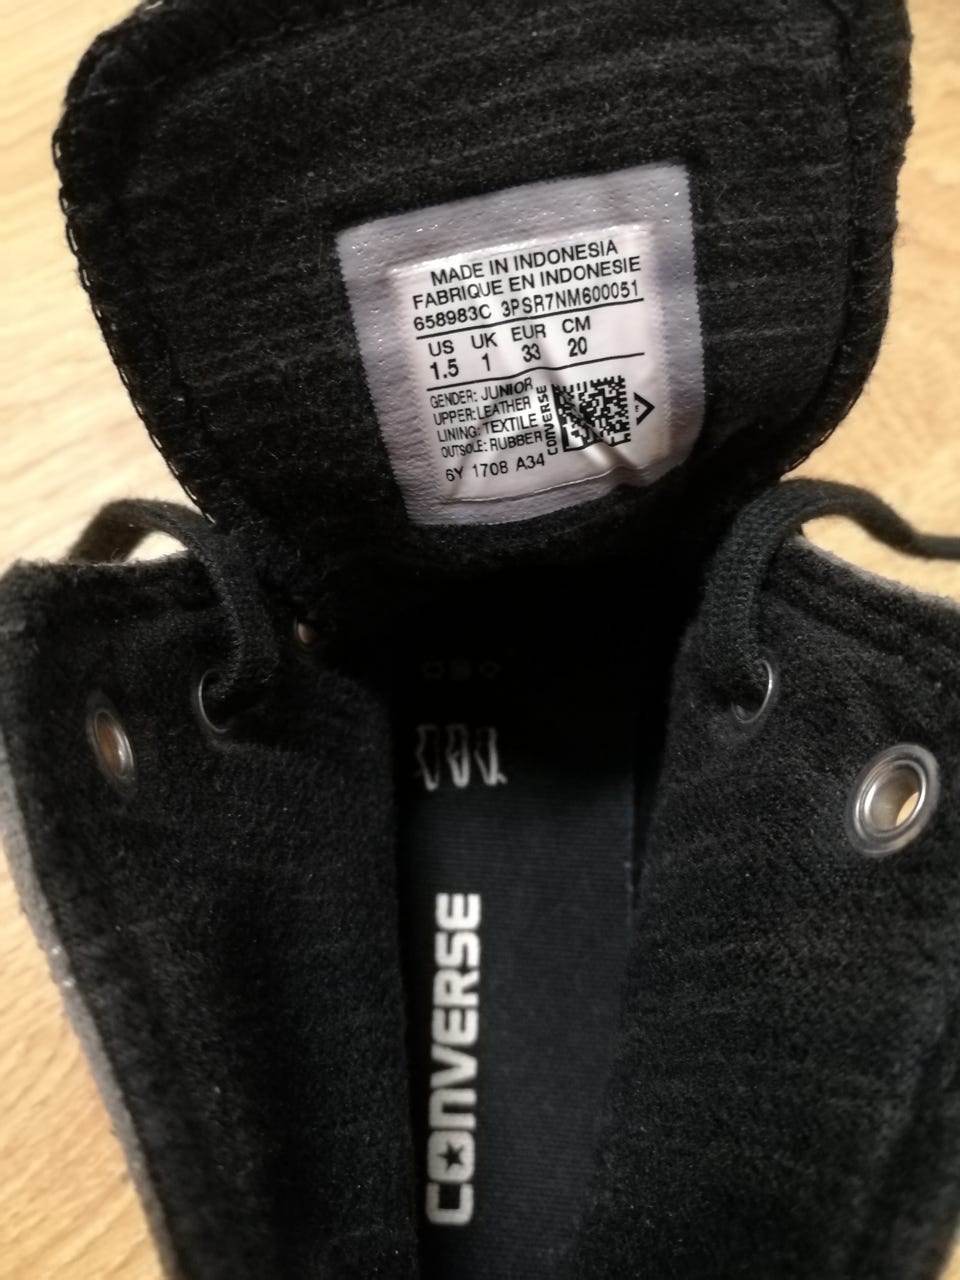 MADE IN INDONESIA
FABRIQUE EN INDONESIE
658983C 3PSR7NM600051
US UK EUR CM
1.5 1 33 20
GENDER: JUNIOR
UPPER: LEATHER
LINING: TEXTILE
OUTSOLE: RUBBER
CONVERSE
6Y 1708 A34
CONVERSE